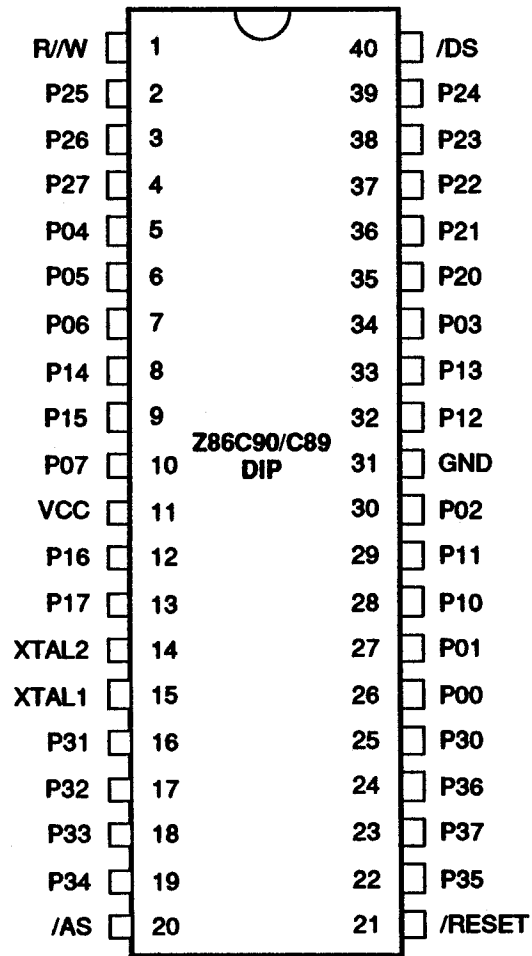 R//W 1 40 /DS
P25 2 39 P24
P26 3 38 P23
P27 4 37 P22
P04 5 36 P21
P05 6 35 P20
P06 7 34 P03
P14 8 33 P13
P15 9 32 P12
Z86C90/C89
P07 10 DIP 31 GND
VCC 11 30 P02
P16 12 29 P11
P17 13 28 P10
XTAL2 14 27 P01
XTAL1 15 26 P00
P31 16 25 P30
P32 17 24 P36
P33 18 23 P37
P34 19 22 P35
/AS 20 21 /RESET